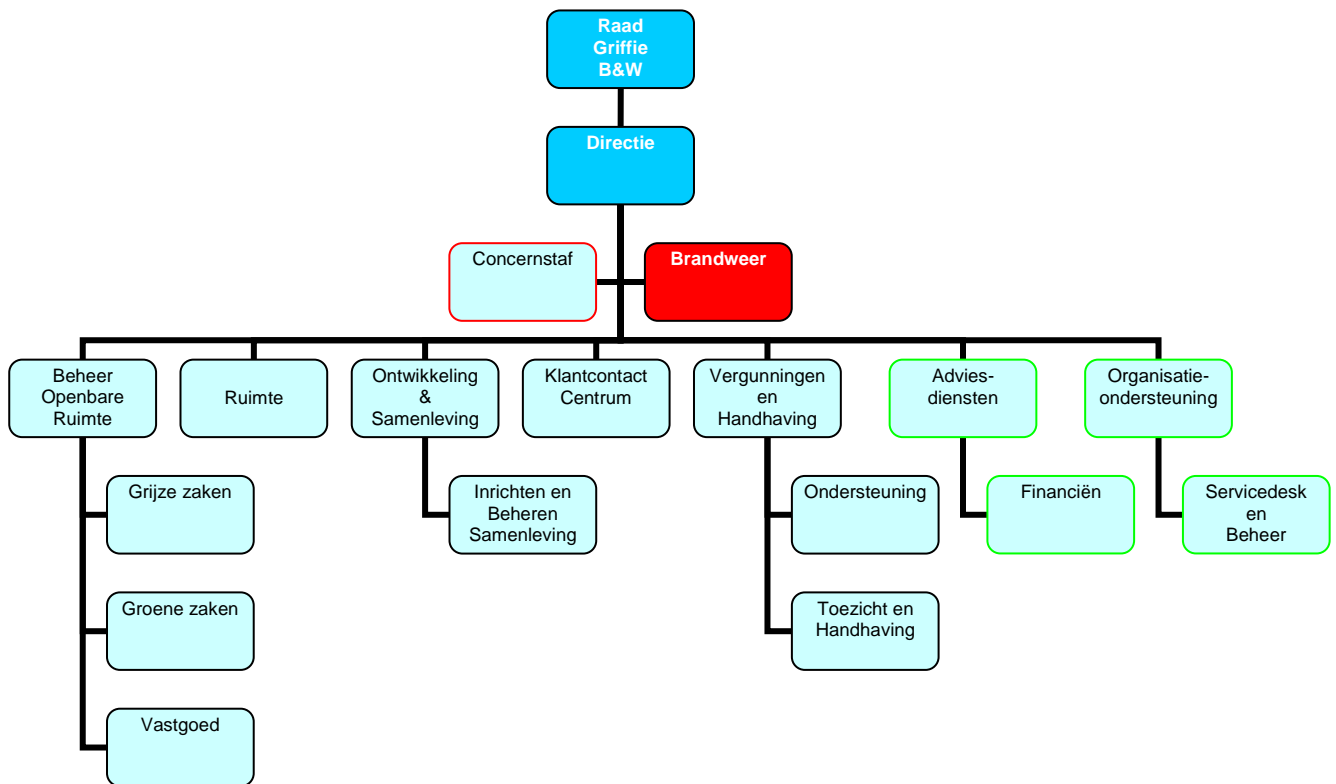 Raad
Griffie
B&W
Directie
Concernstaf
Brandweer
Beheer
Openbare
Ruimte
Ruimte
Ontwikkeling
&
Samenleving
Klantcontact
Centrum
Vergunningen
en
Handhaving
Advies-
diensten
Organisatie-
ondersteuning
Grijze zaken
Inrichten en
Beheren
Samenleving
Ondersteuning
Financiën
Servicedesk
en
Beheer
Groene zaken
Toezicht en
Handhaving
Vastgoed